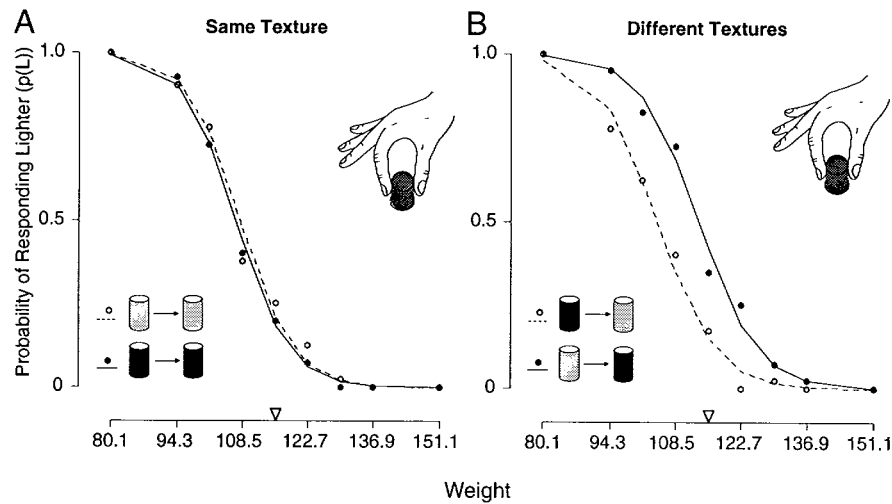 A
Same Texture
Probability of Responding Lighter (p(L))
1.0
0.5
0
80.1 94.3 108.5 122.7 136.9 151.1
B
Different Textures
1.0
0.5
0
80.1 94.3 108.5 122.7 136.9 151.1
Weight